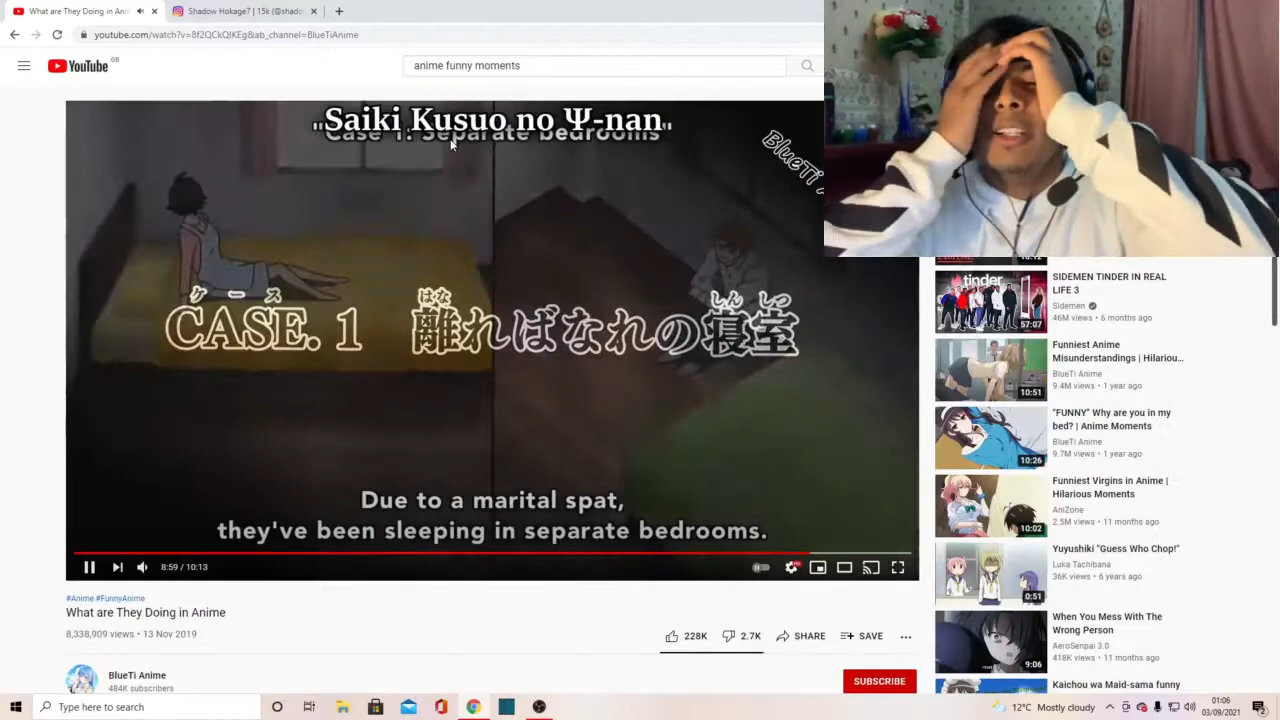 What are They Doing in Anime
Shadow Hokage7 | 15k (@shado
youtube.com/watch?v=8f2QCkQIKEg&ab_channel=BlueTiAnime
YouTube GB
anime funny moments
Saiki Kusuo no Ψ-nan
"Case 1: Separate bedrooms"
BlueTi
ケース はな しんしつ
CASE. 1 離ればなれの寝室
Due to a marital spat,
they've been sleeping in separate bedrooms.
8:59 / 10:13
#Anime #FunnyAnime
What are They Doing in Anime
8,338,909 views • 13 Nov 2019
228K 2.7K SHARE SAVE
BlueTi Anime
484K subscribers
SUBSCRIBE
tinder
57:07
SIDEMEN TINDER IN REAL
LIFE 3
Sidemen
46M views • 6 months ago
10:51
Funniest Anime
Misunderstandings | Hilariou...
BlueTi Anime
9.4M views • 1 year ago
10:26
"FUNNY" Why are you in my
bed? | Anime Moments
BlueTi Anime
9.7M views • 1 year ago
10:02
Funniest Virgins in Anime |
Hilarious Moments
AniZone
2.5M views • 11 months ago
0:51
Yuyushiki "Guess Who Chop!"
Luka Tachibana
36K views • 6 years ago
9:06
When You Mess With The
Wrong Person
AeroSenpai 3.0
418K views • 11 months ago
Kaichou wa Maid-sama funny
Type here to search
12°C Mostly cloudy
01:06
03/09/2021